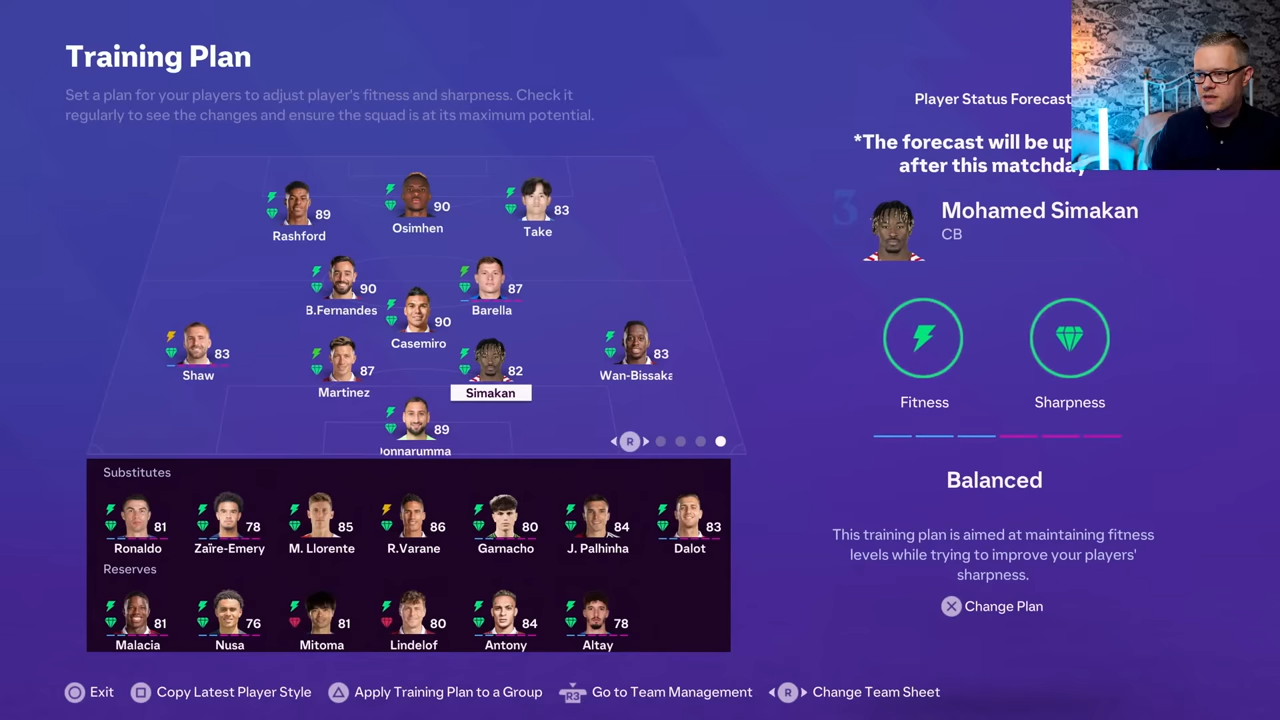 Training Plan
Set a plan for your players to adjust player's fitness and sharpness. Check it
regularly to see the changes and ensure the squad is at its maximum potential.
Player Status Forecast
*The forecast will be up
after this matchday
Mohamed Simakan
CB
89
Rashford
90
Osimhen
83
Take
90
B.Fernandes
87
Barella
90
Casemiro
83
Shaw
87
Martinez
82
Simakan
83
Wan-Bissaka
89
Donnarumma
R
Fitness
Sharpness
Balanced
This training plan is aimed at maintaining fitness
levels while trying to improve your players'
sharpness.
Change Plan
Substitutes
81
Ronaldo
78
Zaïre-Emery
85
M. Llorente
86
R.Varane
80
Garnacho
84
J. Palhinha
83
Dalot
Reserves
81
Malacia
76
Nusa
81
Mitoma
80
Lindelof
84
Antony
78
Altay
Exit
Copy Latest Player Style
Apply Training Plan to a Group
R3
Go to Team Management
R
Change Team Sheet